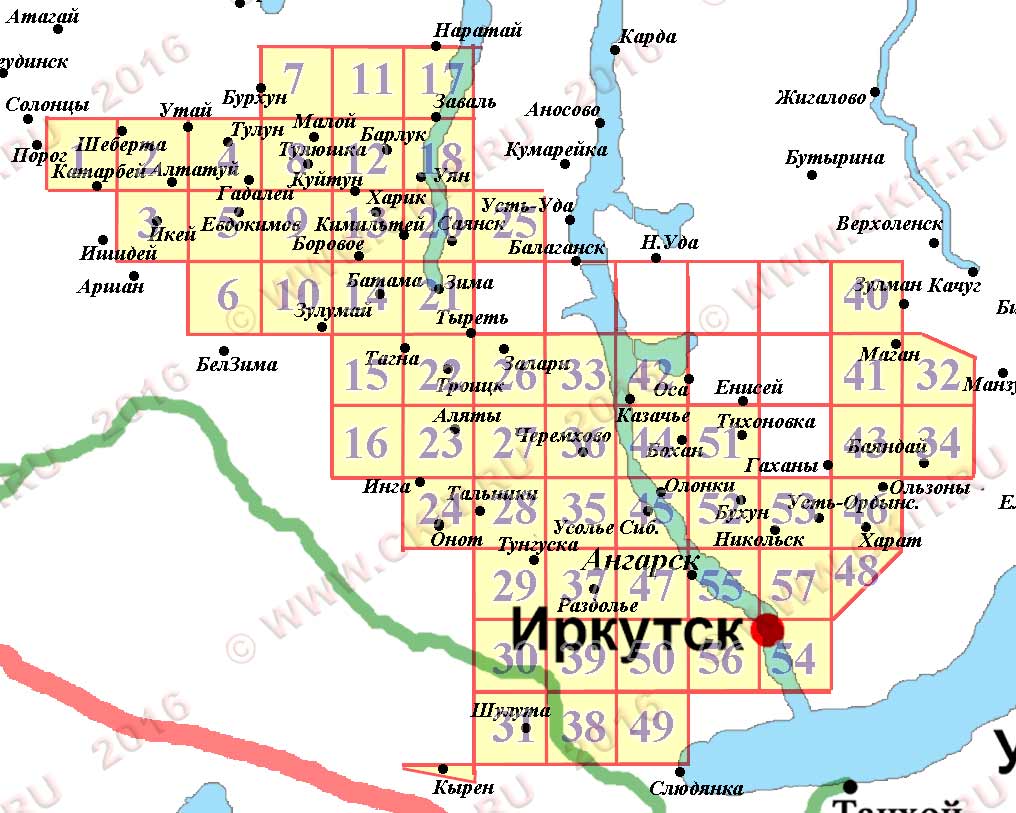 Атагай
Наратай
Карда
еудинск
7 11 17
Бурхун
Заваль
Жигалово
Солонцы
Утай
Аносово
Шеберта
Тулун
Малой
Барлук
Порог
1 2 4 8 12 18
Тулюшка
Кумарейка
Бутырина
Катарбей
Алтатуй
Куйтун
Уян
Гадалей
Харик
Усть-Уда
3 5 9 13 20 25
Икей
Евдокимов
Кимильтей
Саянск
Верхоленск
Ишидей
Боровое
Балаганск
Н.Уда
Аршан
Батама
Зима
Зулман
Качуг
6 10 14 21 40
Би
Зулумай
Тыреть
БелЗима
Тагна
Залари
Маган
15 22 26 33 42 41 32
Троицк
Оса
Енисей
Манзу
Аляты
Казачье
Тихоновка
16 23 27 36 44 51 43 34
Черемхово
Бохан
Баяндай
Гаханы
Инга
Тальники
Олонки
Усть-Ордынс.
Ользоны
Ел
24 28 35 45 52 53 46
Бухун
Онот
Усолье Сиб.
Никольск
Харат
Тунгуска
Ангарск
29 37 47 55 57 48
Раздолье
Иркутск
30 39 50 56 54
Шулута
31 38 49
У
Кырен
Слюдянка
Танхой
© WWW.CKIT.RU 2016